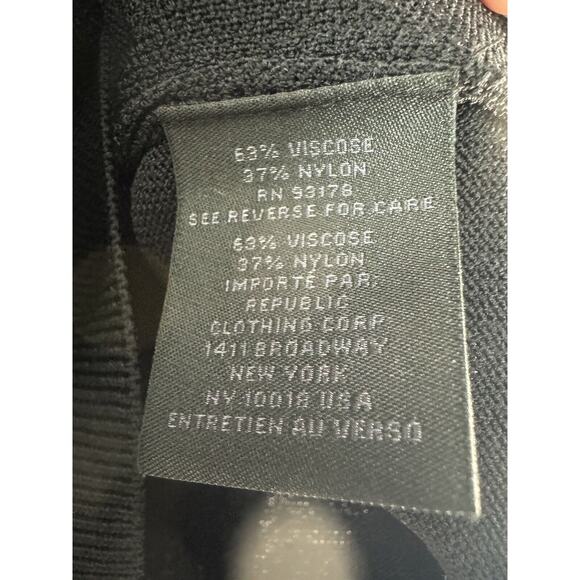 63% VISCOSE
37% NYLON
RN 93178
SEE REVERSE FOR CARE
63% VISCOSE
37% NYLON
IMPORTÉ PAR.
REPUBLIC
CLOTHING CORP
1411 BROADWAY
NEW YORK
NY 10018 USA
ENTRETIEN AU VERSO